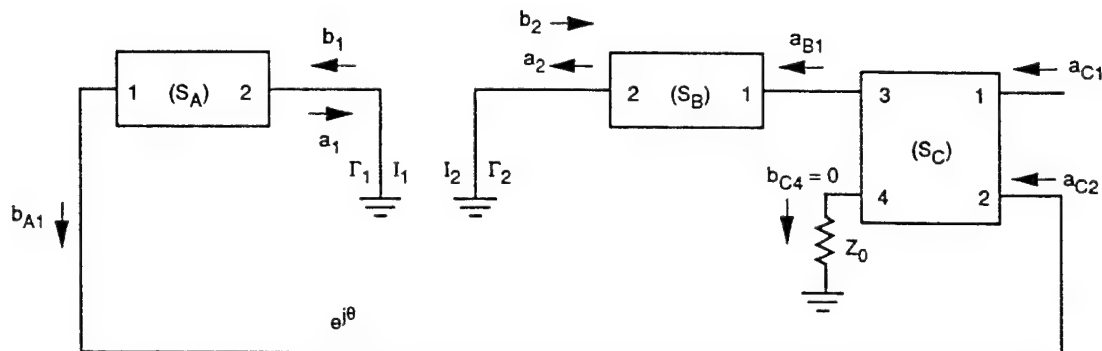 b2
b1
a2
aB1
aC1
1 (SA) 2
2 (SB) 1
3 1
a1
(SC)
Γ1 I1 I2 Γ2
bC4 = 0
aC2
4 2
bA1
Z0
e^jθ